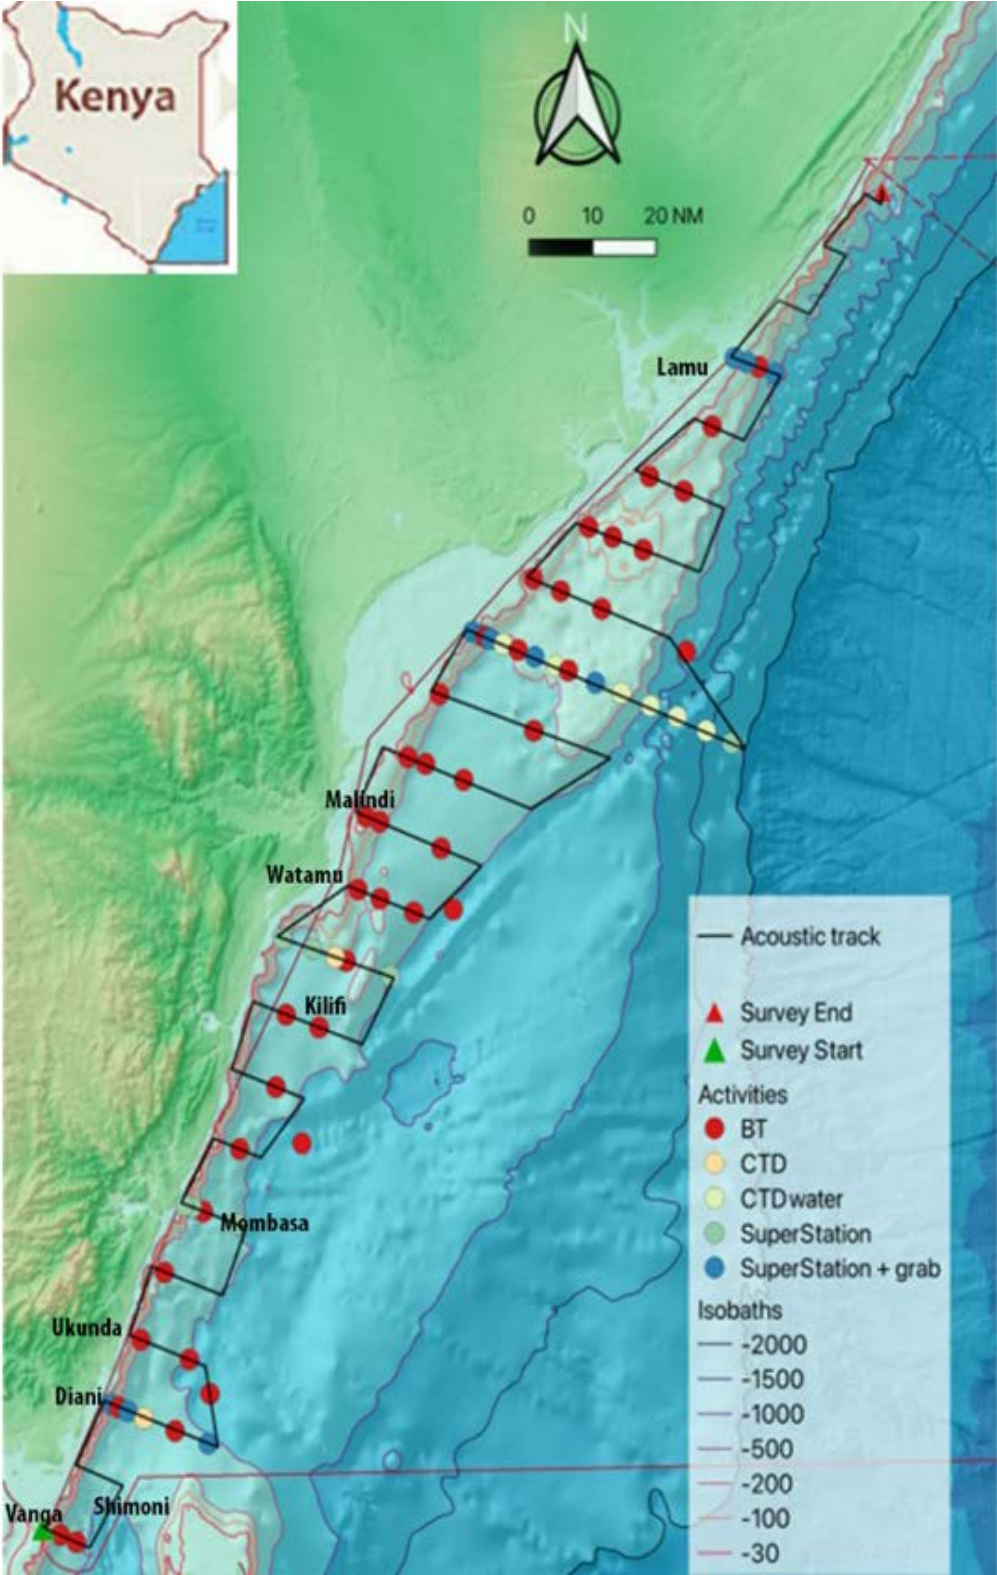 Kenya
N
0 10 20 NM
Lamu
Malindi
Watamu
Kilifi
Mombasa
Ukunda
Diani
Vanga
Shimoni
Acoustic track
Survey End
Survey Start
Activities
BT
CTD
CTD water
SuperStation
SuperStation + grab
Isobaths
-2000
-1500
-1000
-500
-200
-100
-30